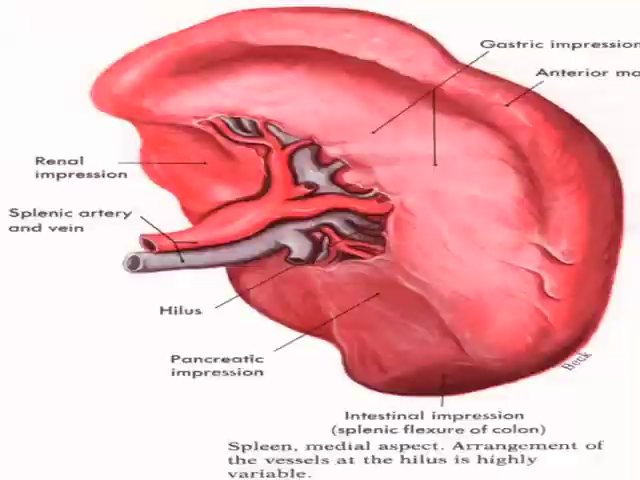 Gastric impression
Anterior ma
Renal
impression
Splenic artery
and vein
Hilus
Pancreatic
impression
Beck
Intestinal impression
(splenic flexure of colon)
Spleen, medial aspect. Arrangement of
the vessels at the hilus is highly
variable.